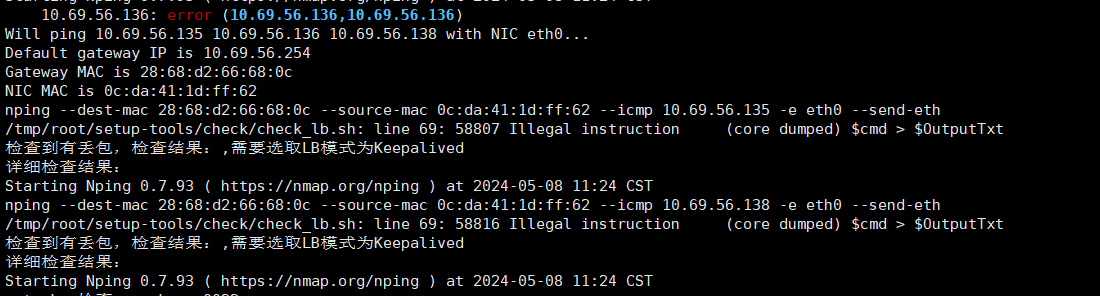 Starting Nping 0.7.93 ( https://nmap.org/nping ) at 2024-05-08 11:24 CST
10.69.56.136: error (10.69.56.136,10.69.56.136)
Will ping 10.69.56.135 10.69.56.136 10.69.56.138 with NIC eth0...
Default gateway IP is 10.69.56.254
Gateway MAC is 28:68:d2:66:68:0c
NIC MAC is 0c:da:41:1d:ff:62
nping --dest-mac 28:68:d2:66:68:0c --source-mac 0c:da:41:1d:ff:62 --icmp 10.69.56.135 -e eth0 --send-eth
/tmp/root/setup-tools/check/check_lb.sh: line 69: 58807 Illegal instruction     (core dumped) $cmd > $OutputTxt
检查到有丢包，检查结果：,需要选取LB模式为Keepalived
详细检查结果：
Starting Nping 0.7.93 ( https://nmap.org/nping ) at 2024-05-08 11:24 CST
nping --dest-mac 28:68:d2:66:68:0c --source-mac 0c:da:41:1d:ff:62 --icmp 10.69.56.138 -e eth0 --send-eth
/tmp/root/setup-tools/check/check_lb.sh: line 69: 58816 Illegal instruction     (core dumped) $cmd > $OutputTxt
检查到有丢包，检查结果：,需要选取LB模式为Keepalived
详细检查结果：
Starting Nping 0.7.93 ( https://nmap.org/nping ) at 2024-05-08 11:24 CST